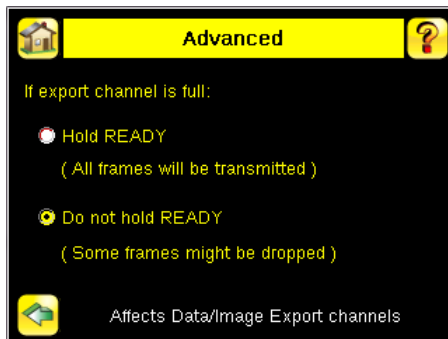 Advanced
?
If export channel is full:
Hold READY
( All frames will be transmitted )
Do not hold READY
( Some frames might be dropped )
Affects Data/Image Export channels